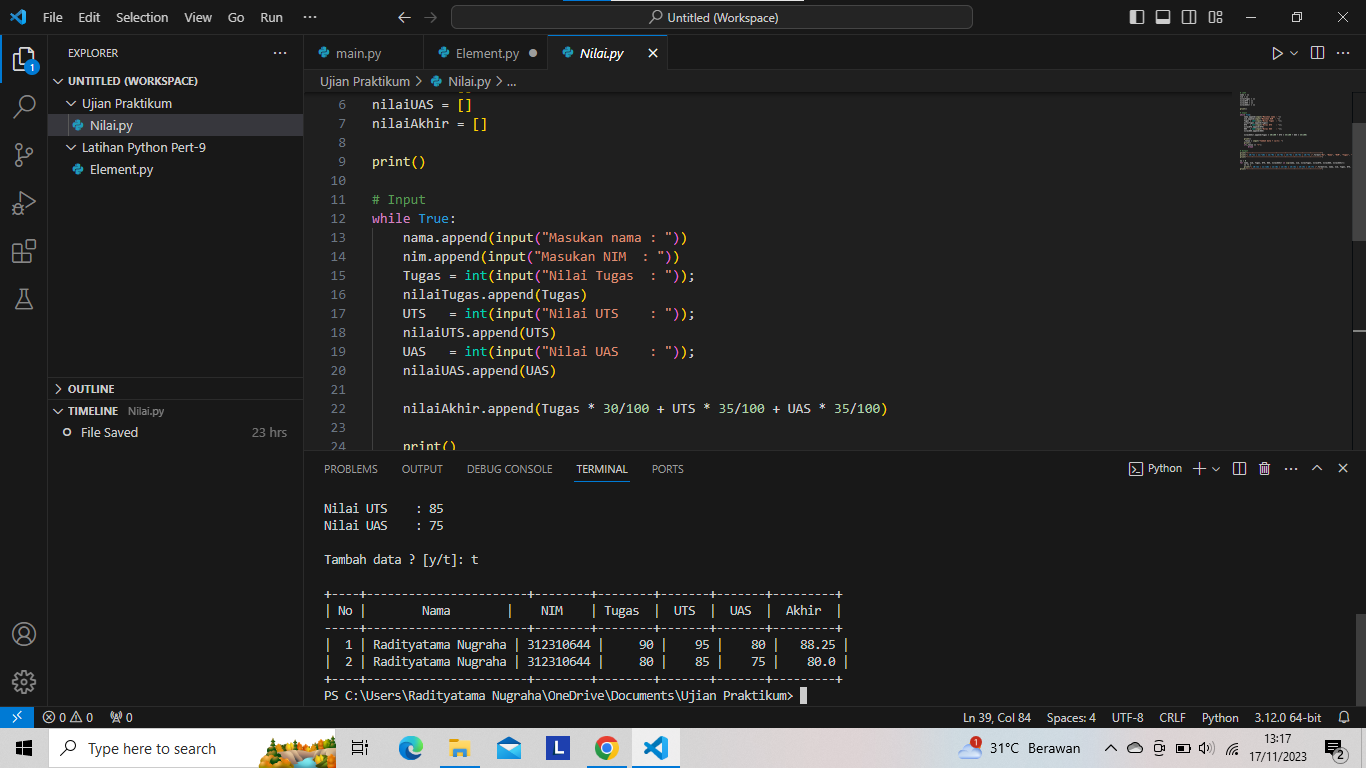 File Edit Selection View Go Run ··· Untitled (Workspace)
EXPLORER ···
UNTITLED (WORKSPACE)
Ujian Praktikum
Nilai.py
Latihan Python Pert-9
Element.py
OUTLINE
TIMELINE Nilai.py
File Saved 23 hrs
1
main.py Element.py Nilai.py
Ujian Praktikum > Nilai.py > ...
6 nilaiUAS = []
7 nilaiAkhir = []
8
9 print()
10
11 # Input
12 while True:
13 nama.append(input("Masukan nama : "))
14 nim.append(input("Masukan NIM  : "))
15 Tugas = int(input("Nilai Tugas  : "));
16 nilaiTugas.append(Tugas)
17 UTS   = int(input("Nilai UTS    : "));
18 nilaiUTS.append(UTS)
19 UAS   = int(input("Nilai UAS    : "));
20 nilaiUAS.append(UAS)
21
22 nilaiAkhir.append(Tugas * 30/100 + UTS * 35/100 + UAS * 35/100)
23
24 print()
PROBLEMS OUTPUT DEBUG CONSOLE TERMINAL PORTS Python
Nilai UTS    : 85
Nilai UAS    : 75
Tambah data ? [y/t]: t
+----+-----------------------+--------+--------+-------+-------+---------+
| No |        Nama        |    NIM    | Tugas  |  UTS  |  UAS  |  Akhir  |
-----+-----------------------+--------+--------+-------+-------+---------+
|  1 | Radityatama Nugraha | 312310644 |     90 |    95 |    80 |   88.25 |
|  2 | Radityatama Nugraha | 312310644 |     80 |    85 |    75 |    80.0 |
+----+-----------------------+--------+--------+-------+-------+---------+
PS C:\Users\Radityatama Nugraha\OneDrive\Documents\Ujian Praktikum>
0 0 0 Ln 39, Col 84 Spaces: 4 UTF-8 CRLF Python 3.12.0 64-bit
Type here to search L 1 31°C Berawan 13:17
17/11/2023 2